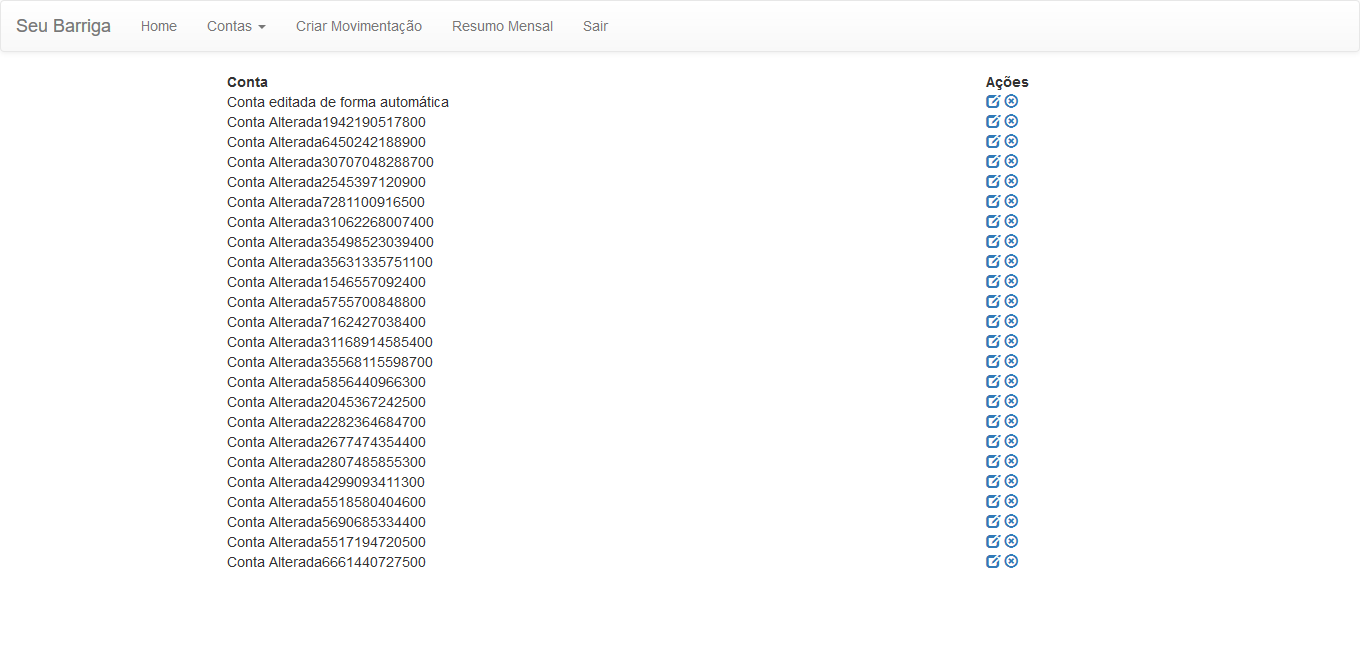 Seu Barriga Home Contas Criar Movimentação Resumo Mensal Sair
Conta Ações
Conta editada de forma automática
Conta Alterada1942190517800
Conta Alterada6450242188900
Conta Alterada30707048288700
Conta Alterada2545397120900
Conta Alterada7281100916500
Conta Alterada31062268007400
Conta Alterada35498523039400
Conta Alterada35631335751100
Conta Alterada1546557092400
Conta Alterada5755700848800
Conta Alterada7162427038400
Conta Alterada31168914585400
Conta Alterada35568115598700
Conta Alterada5856440966300
Conta Alterada2045367242500
Conta Alterada2282364684700
Conta Alterada2677474354400
Conta Alterada2807485855300
Conta Alterada4299093411300
Conta Alterada5518580404600
Conta Alterada5690685334400
Conta Alterada5517194720500
Conta Alterada6661440727500